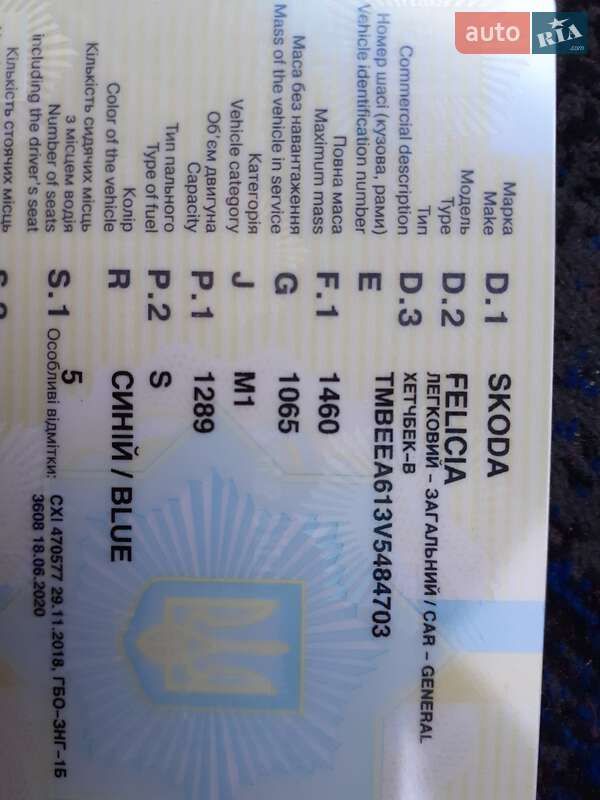 auto RIA .com
Марка
Make D.1 SKODA
Модель
Type D.2 FELICIA
Тип
Commercial description D.3 ЛЕГКОВИЙ – ЗАГАЛЬНИЙ / CAR – GENERAL
ХЕТЧБЕК-В
Номер шасі (кузова, рами)
Vehicle identification number E TMBEEA613V5484703
Повна маса
Maximum mass F.1 1460
Маса без навантаження
Mass of the vehicle in service G 1065
Категорія
Vehicle category J M1
Об'єм двигуна
Capacity P.1 1289
Тип пального
Type of fuel P.2 S
Колір
Color of the vehicle R СИНІЙ / BLUE
Кількість сидячих місць
з місцем водія
Number of seats
including the driver's seat S.1 5
Особливі відмітки: СХІ 470577 29.11.2018, ГБО-ЗНГ-1Б
3608 18.06.2020
Кількість стоячих місць